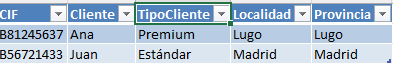 CIF Cliente TipoCliente Localidad Provincia
B81245637 Ana Premium Lugo Lugo
B56721433 Juan Estándar Madrid Madrid